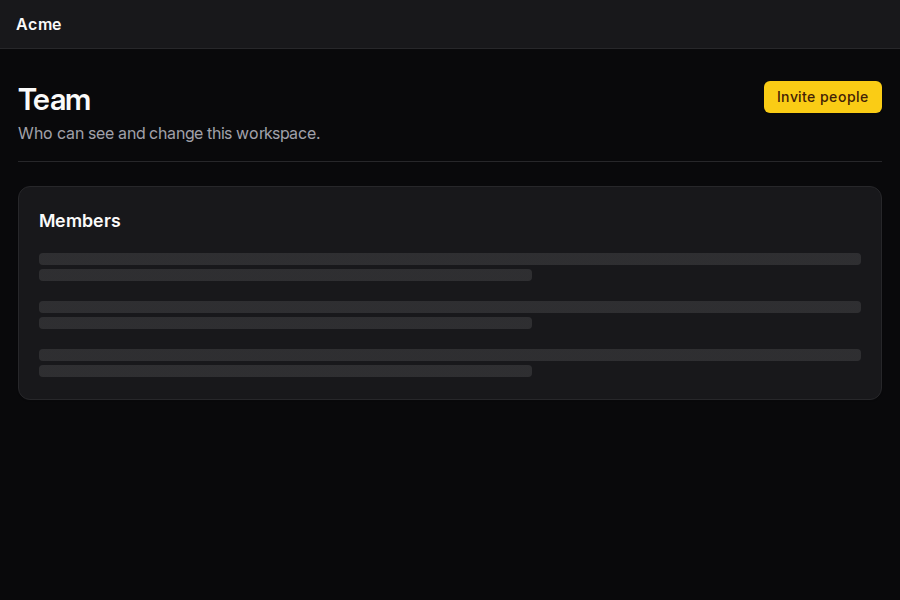 Acme
Team
Invite people
Who can see and change this workspace.
Members